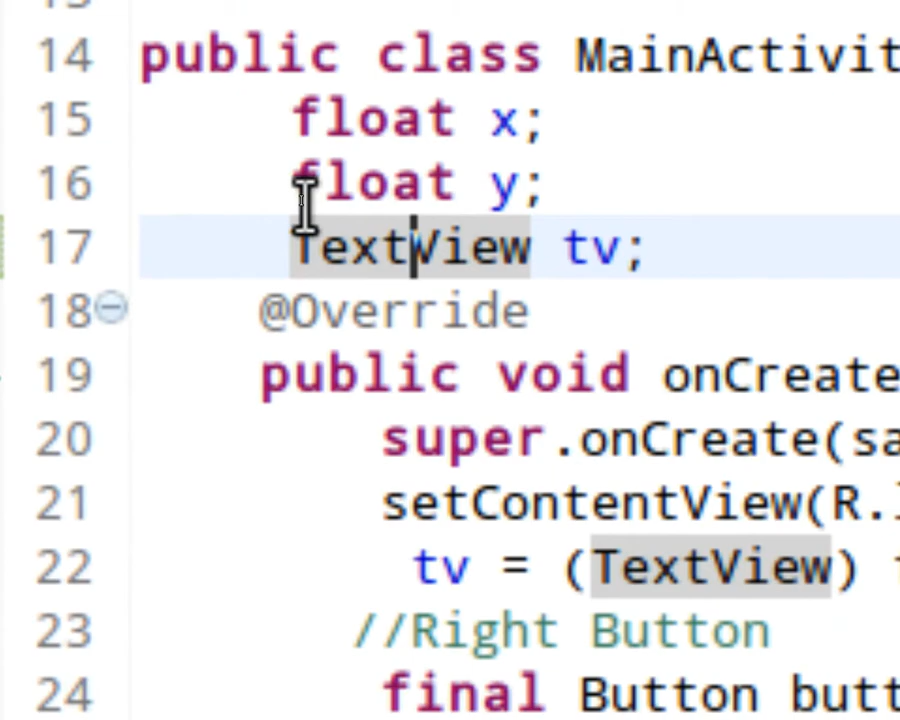 14 public class MainActivit
15 float x;
16 float y;
17 TextView tv;
18 @Override
19 public void onCreate
20 super.onCreate(sa
21 setContentView(R.
22 tv = (TextView)
23 //Right Button
24 final Button butt